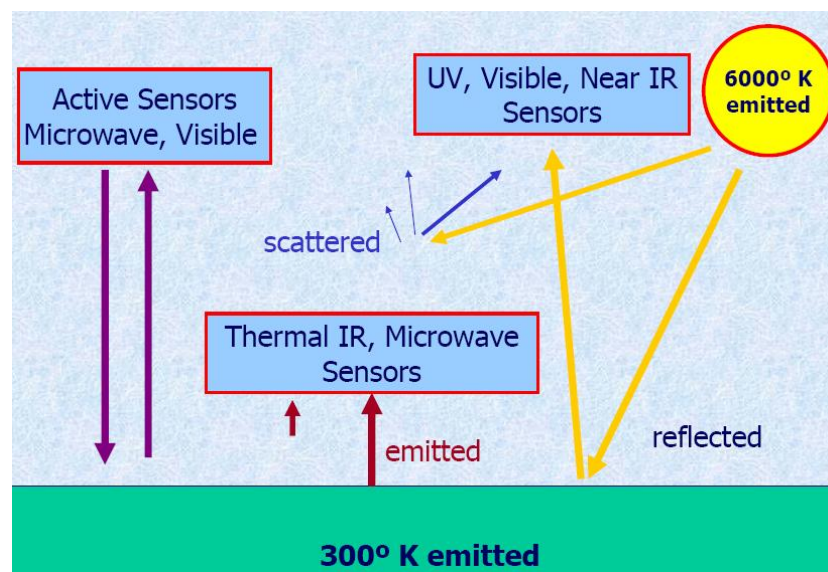 Active Sensors
Microwave, Visible
UV, Visible, Near IR
Sensors
6000º K
emitted
scattered
Thermal IR, Microwave
Sensors
emitted
reflected
300º K emitted